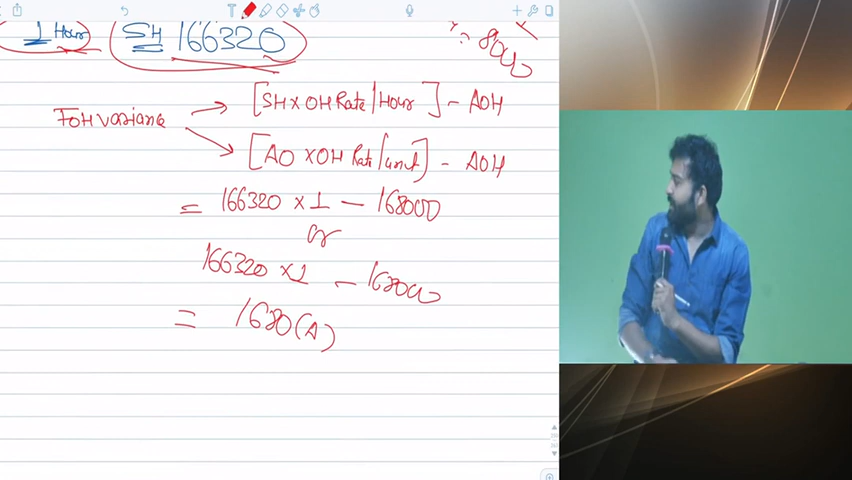 1 Hour SH 166320
8040
FOH variance → [SH X OH Rate/Hour] - AOH
[AO X OH Rate/unit] - AOH
= 166320 X 1 - 168000
or
166320 X 1 - 168000
= 1680 (A)